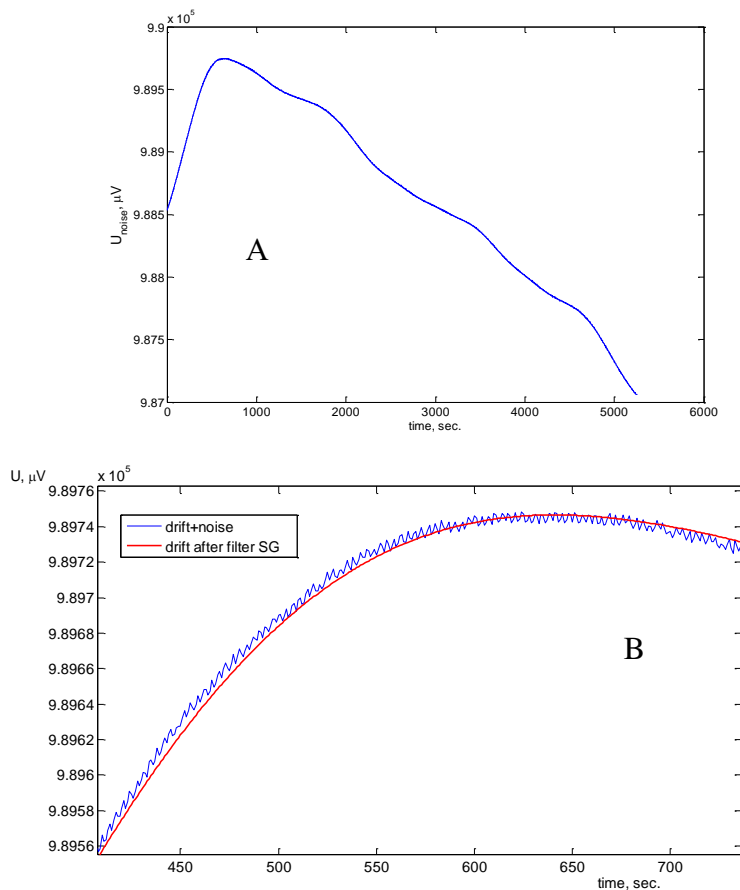 x 10^5
9.9
9.895
9.89
9.885
9.88
9.875
9.87
U_noise, μV
A
0 1000 2000 3000 4000 5000 6000
time, sec.
U, μV x 10^5
9.8976
9.8974
9.8972
9.897
9.8968
9.8966
9.8964
9.8962
9.896
9.8958
9.8956
drift+noise
drift after filter SG
B
450 500 550 600 650 700
time, sec.